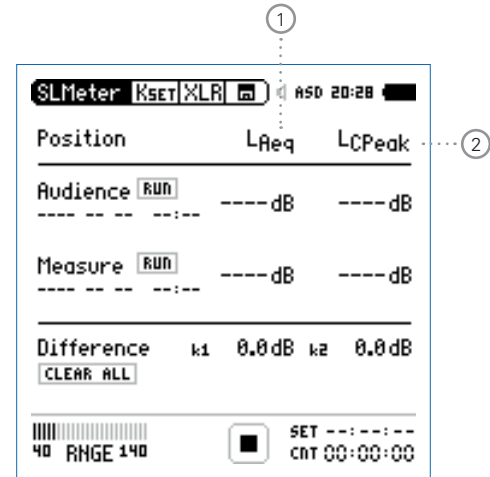 1
SLMeter KSET XLR ASD 20:28
Position LAeq LCPeak 2
Audience RUN ----dB ----dB
---- -- -- --:--
Measure RUN ----dB ----dB
---- -- -- --:--
Difference k1 0.0dB k2 0.0dB
CLEAR ALL
SET --:--:--
40 RNGE 140 CNT 00:00:00